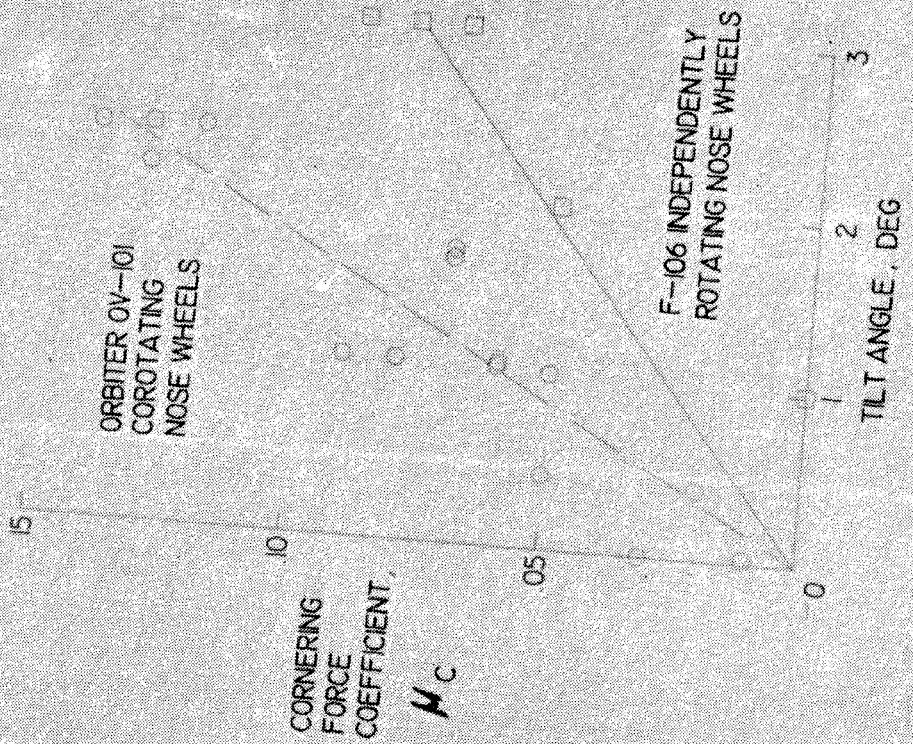 ORBITER OV-101
COROTATING
NOSE WHEELS
.15
.10
.05
0
CORNERING
FORCE
COEFFICIENT,
μ C
F-106 INDEPENDENTLY
ROTATING NOSE WHEELS
1
2
3
TILT ANGLE, DEG